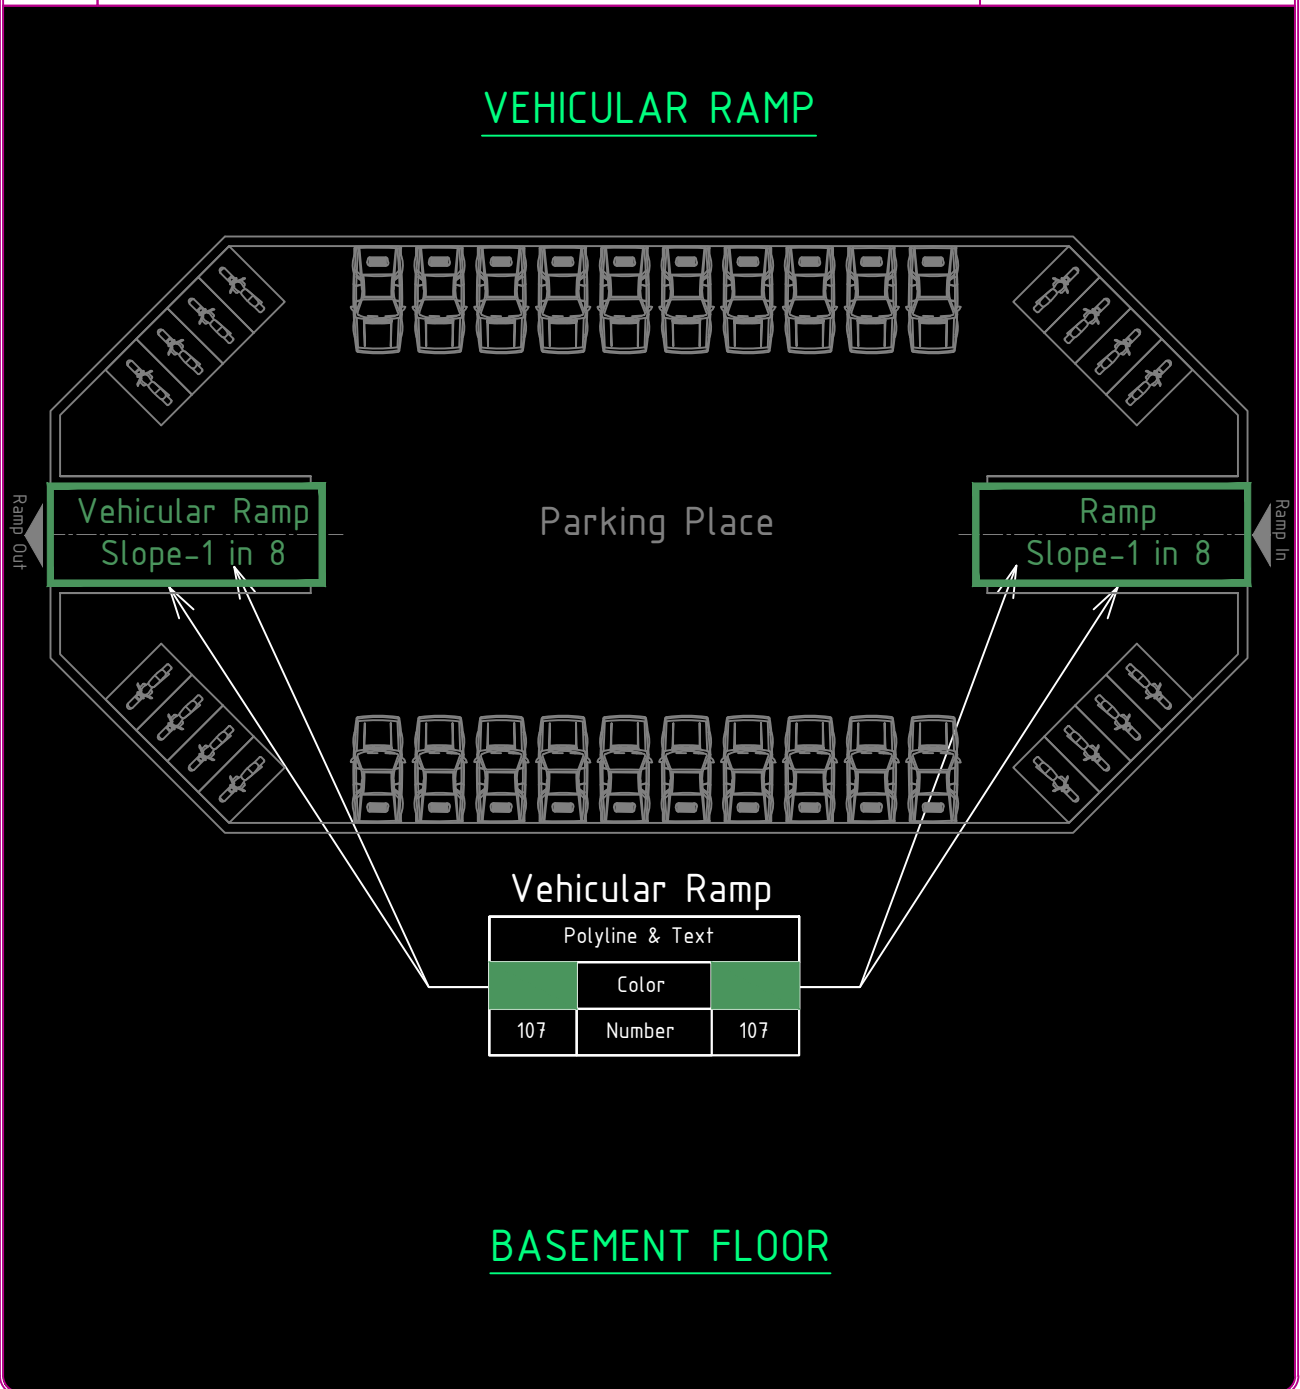 VEHICULAR RAMP
Vehicular Ramp
Slope-1 in 8
Ramp Out
Parking Place
Ramp
Slope-1 in 8
Ramp In
Vehicular Ramp
Polyline & Text
Color
107 Number 107
BASEMENT FLOOR